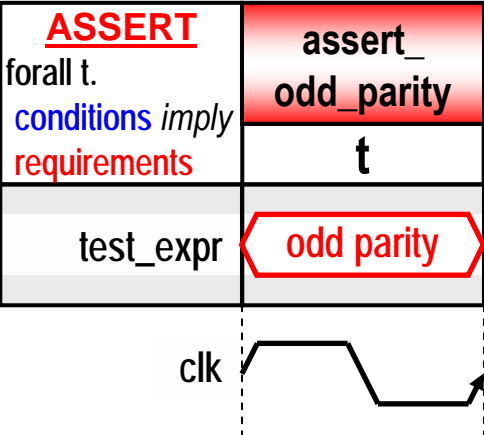 ASSERT
forall t.
conditions imply
requirements
assert_
odd_parity
t
test_expr
odd parity
clk